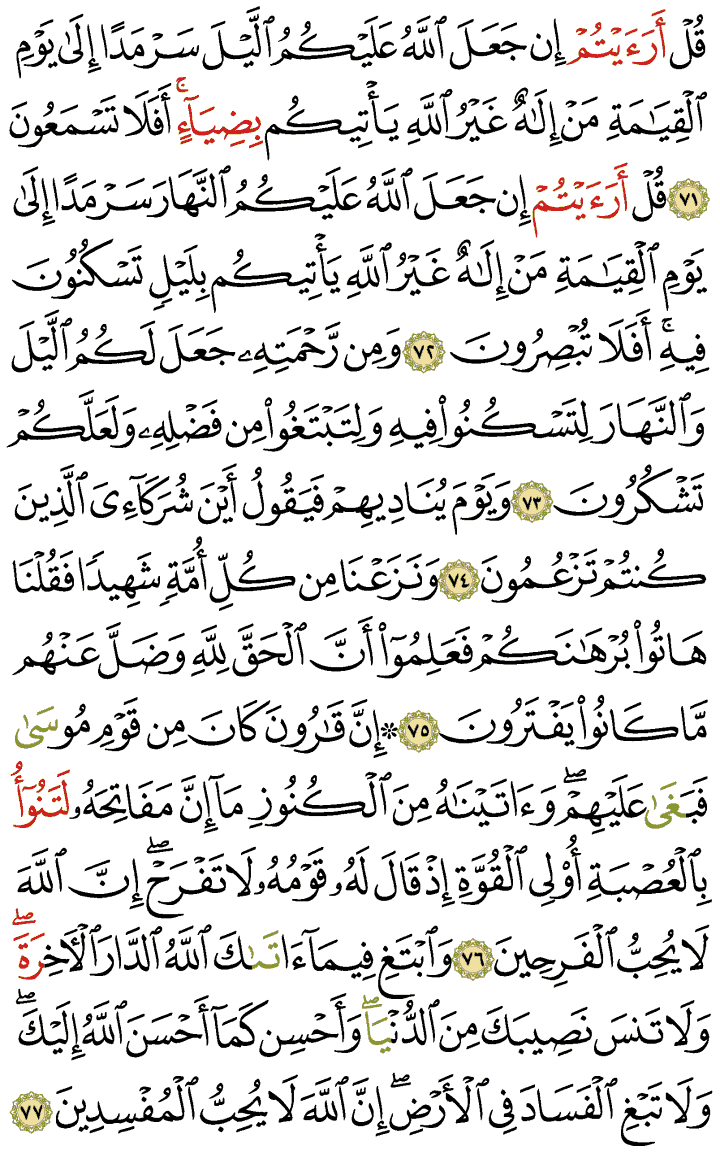 قُلۡ أَرَءَيۡتُمۡ إِن جَعَلَ ٱللَّهُ عَلَيۡكُمُ ٱلَّيۡلَ سَرۡمَدًا إِلَىٰ يَوۡمِ
ٱلۡقِيَٰمَةِ مَنۡ إِلَٰهٌ غَيۡرُ ٱللَّهِ يَأۡتِيكُم بِضِيَآءٍۚ أَفَلَا تَسۡمَعُونَ
٧١ قُلۡ أَرَءَيۡتُمۡ إِن جَعَلَ ٱللَّهُ عَلَيۡكُمُ ٱلنَّهَارَ سَرۡمَدًا إِلَىٰ
يَوۡمِ ٱلۡقِيَٰمَةِ مَنۡ إِلَٰهٌ غَيۡرُ ٱللَّهِ يَأۡتِيكُم بِلَيۡلٖ تَسۡكُنُونَ
فِيهِۚ أَفَلَا تُبۡصِرُونَ ٧٢ وَمِن رَّحۡمَتِهِۦ جَعَلَ لَكُمُ ٱلَّيۡلَ
وَٱلنَّهَارَ لِتَسۡكُنُواْ فِيهِ وَلِتَبۡتَغُواْ مِن فَضۡلِهِۦ وَلَعَلَّكُمۡ
تَشۡكُرُونَ ٧٣ وَيَوۡمَ يُنَادِيهِمۡ فَيَقُولُ أَيۡنَ شُرَكَآءِيَ ٱلَّذِينَ
كُنتُمۡ تَزۡعُمُونَ ٧٤ وَنَزَعۡنَا مِن كُلِّ أُمَّةٖ شَهِيدٗا فَقُلۡنَا
هَاتُواْ بُرۡهَٰنَكُمۡ فَعَلِمُوٓاْ أَنَّ ٱلۡحَقَّ لِلَّهِ وَضَلَّ عَنۡهُم
مَّا كَانُواْ يَفۡتَرُونَ ٧٥ ۞إِنَّ قَٰرُونَ كَانَ مِن قَوۡمِ مُوسَىٰ
فَبَغَىٰ عَلَيۡهِمۡۖ وَءَاتَيۡنَٰهُ مِنَ ٱلۡكُنُوزِ مَآ إِنَّ مَفَاتِحَهُۥ لَتَنُوٓأُ
بِٱلۡعُصۡبَةِ أُوْلِي ٱلۡقُوَّةِ إِذۡ قَالَ لَهُۥ قَوۡمُهُۥ لَا تَفۡرَحۡۖ إِنَّ ٱللَّهَ
لَا يُحِبُّ ٱلۡفَرِحِينَ ٧٦ وَٱبۡتَغِ فِيمَآ ءَاتَىٰكَ ٱللَّهُ ٱلدَّارَ ٱلۡأٓخِرَةَۖ
وَلَا تَنسَ نَصِيبَكَ مِنَ ٱلدُّنۡيَاۖ وَأَحۡسِن كَمَآ أَحۡسَنَ ٱللَّهُ إِلَيۡكَۖ
وَلَا تَبۡغِ ٱلۡفَسَادَ فِي ٱلۡأَرۡضِۖ إِنَّ ٱللَّهَ لَا يُحِبُّ ٱلۡمُفۡسِدِينَ ٧٧